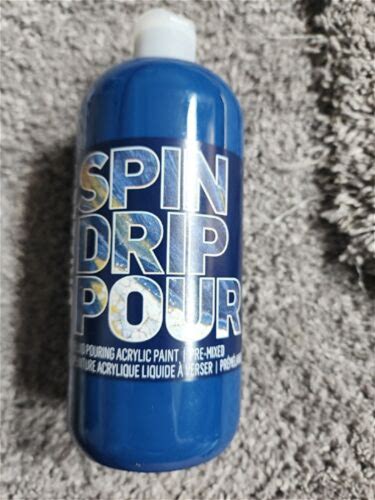 SPIN
DRIP
POUR
POURING ACRYLIC PAINT | PRE-MIXED
ACRYLIQUE LIQUIDE À VERSER |